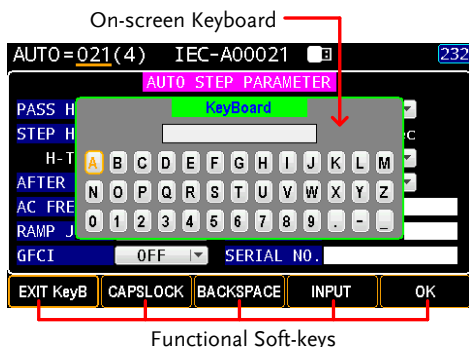 On-screen Keyboard
AUTO=021(4) IEC-A00021 232
AUTO STEP PARAMETER
PASS H
KeyBoard
STEP H
H-T
A B C D E F G H I J K L M
AFTER
N O P Q R S T U V W X Y Z
AC FRE
0 1 2 3 4 5 6 7 8 9 . - _
RAMP J
GFCI OFF SERIAL NO.
EXIT KeyB CAPSLOCK BACKSPACE INPUT OK
Functional Soft-keys